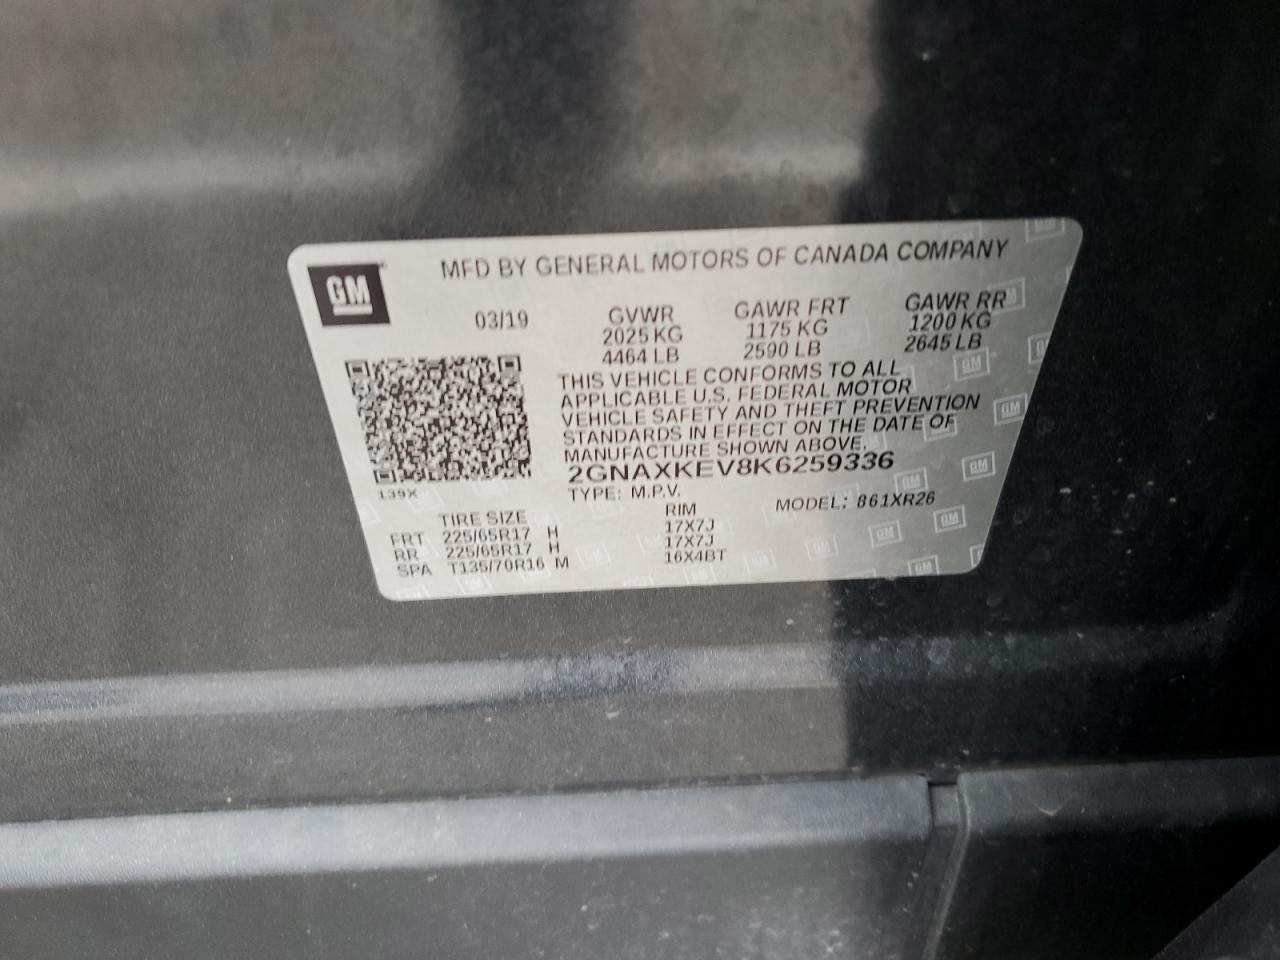 GM
MFD BY GENERAL MOTORS OF CANADA COMPANY
03/19 GVWR GAWR FRT GAWR RR
2025 KG 1175 KG 1200 KG
4464 LB 2590 LB 2645 LB
THIS VEHICLE CONFORMS TO ALL
APPLICABLE U.S. FEDERAL MOTOR
VEHICLE SAFETY AND THEFT PREVENTION
STANDARDS IN EFFECT ON THE DATE OF
MANUFACTURE SHOWN ABOVE.
2GNAXKEV8K6259336
139X
TYPE: M.P.V. MODEL: 861XR26
TIRE SIZE RIM
FRT 225/65R17 H 17X7J
RR 225/65R17 H 17X7J
SPA T135/70R16 M 16X4BT